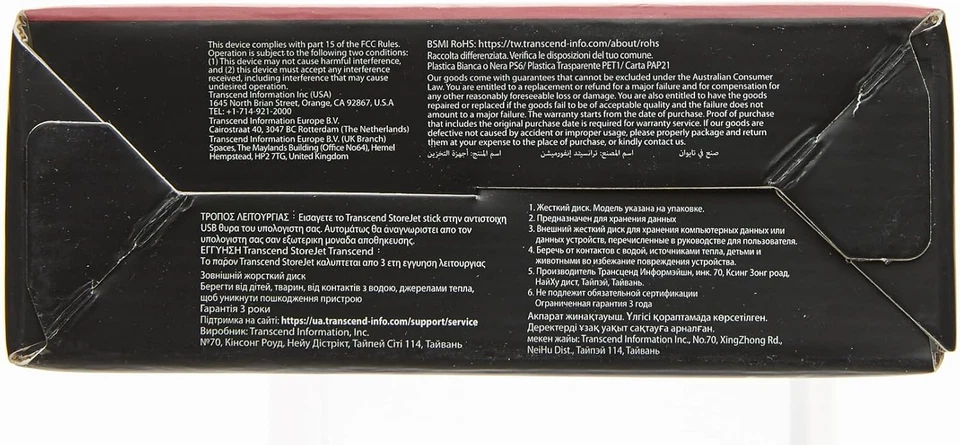 This device complies with part 15 of the FCC Rules.
Operation is subject to the following two conditions:
(1) This device may not cause harmful interference,
and (2) this device must accept any interference
received, including interference that may cause
undesired operation.
Transcend Information Inc (USA)
1645 North Brian Street, Orange, CA 92867, U.S.A
TEL: +1-714-921-2000
Transcend Information Europe B.V.
Cairostraat 40, 3047 BC Rotterdam (The Netherlands)
Transcend Information Europe B.V. (UK Branch)
Spaces, The Maylands Building (Office No64), Hemel
Hempstead, HP2 7TG, United Kingdom
BSMI RoHS: https://tw.transcend-info.com/about/rohs
Raccolta differenziata. Verifica le disposizioni del tuo comune.
Plastica Bianca o Nera PS6/ Plastica Trasparente PET1/ Carta PAP21
Our goods come with guarantees that cannot be excluded under the Australian Consumer
Law. You are entitled to a replacement or refund for a major failure and for compensation for
any other reasonably foreseeable loss or damage. You are also entitled to have the goods
repaired or replaced if the goods fail to be of acceptable quality and the failure does not
amount to a major failure. The warranty starts from the date of purchase. Proof of purchase
that includes the original purchase date is required for warranty service. If our goods are
defective not caused by accident or improper usage, please properly package and return
them at your expense to the place of purchase, or kindly contact us.
صنع في تايوان اسم المصنع: ترانسيند إنفورميشن اسم المنتج: أجهزة التخزين
ΤΡΟΠΟΣ ΛΕΙΤΟΥΡΓΙΑΣ : Εισαγετε το Transcend StoreJet stick στην αντιστοιχη
USB θυρα του υπολογιστη σας. Αυτομάτως θα άναγνωριστει απο τον
υπολογιστη σας σαν εξωτερικη μοναδα αποθηκευσης.
ΕΓΓΥΗΣΗ Transcend StoreJet Transcend :
Το παρον Transcend StoreJet καλυπτεται απο 3 ετη εγγυηση λειτουργιας
Зовнішній жорсткий диск
Берегти від дітей, тварин, від контактів з водою, джерелами тепла,
щоб уникнути пошкодження пристрою
Гарантія 3 роки
Підтримка на сайті: https://ua.transcend-info.com/support/service
Виробник: Transcend Information, Inc.
№70, Кінсонг Роуд, Нейу Дістрікт, Тайпей Сіті 114, Тайвань
1. Жесткий диск. Модель указана на упаковке.
2. Предназначен для хранения данных
3. Внешний жесткий диск для хранения компьютерных данных или
данных устройств, перечисленные в руководстве для пользователя.
4. Беречь от контактов с водой, источниками тепла, детьми и
животными во избежание повреждения устройства.
5. Производитель Трансценд Информэйшн, инк. 70, Ксинг Зонг роад,
НайХу дист, Тайпэй, Тайвань.
6. Не подлежит обязательной сертификации
Ограниченная гарантия 3 года
Ақпарат жинақтауыш. Үлгісі қораптамада көрсетілген.
Деректерді ұзақ уақыт сақтауға арналған.
мекен жайы: Transcend Information Inc., No.70, XingZhong Rd.,
NeiHu Dist., Тайпэй 114, Тайвань